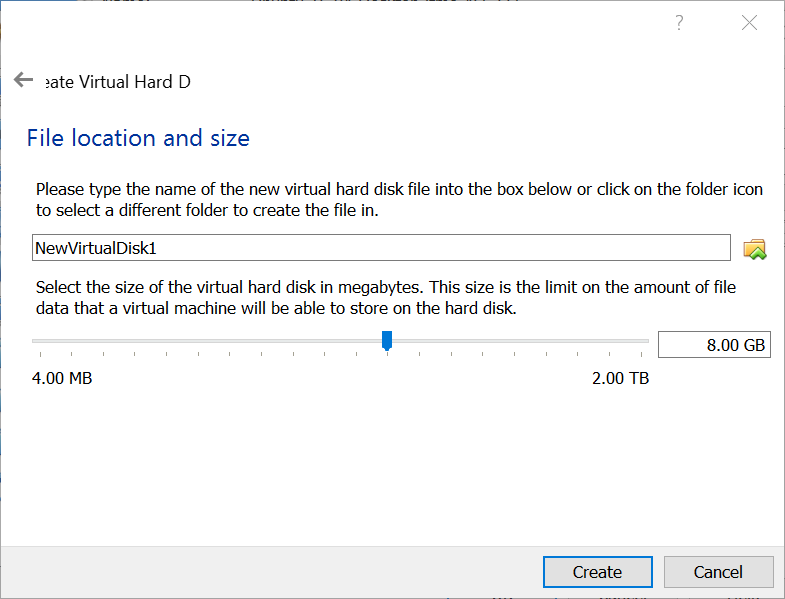 ?
eate Virtual Hard D
File location and size
Please type the name of the new virtual hard disk file into the box below or click on the folder icon
to select a different folder to create the file in.
NewVirtualDisk1
Select the size of the virtual hard disk in megabytes. This size is the limit on the amount of file
data that a virtual machine will be able to store on the hard disk.
8.00 GB
4.00 MB 2.00 TB
Create Cancel